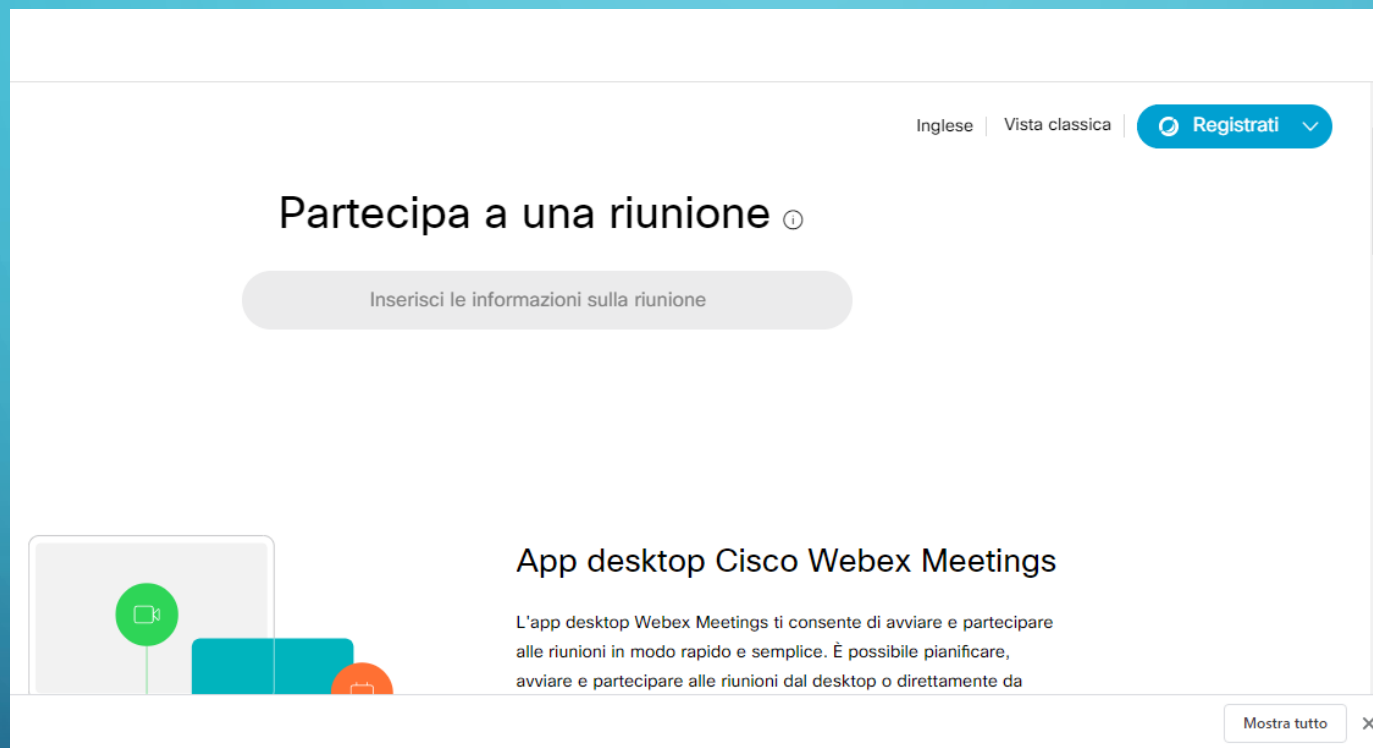 Inglese
Vista classica
Registrati
Partecipa a una riunione
Inserisci le informazioni sulla riunione
App desktop Cisco Webex Meetings
L'app desktop Webex Meetings ti consente di avviare e partecipare
alle riunioni in modo rapido e semplice. È possibile pianificare,
avviare e partecipare alle riunioni dal desktop o direttamente da
Mostra tutto